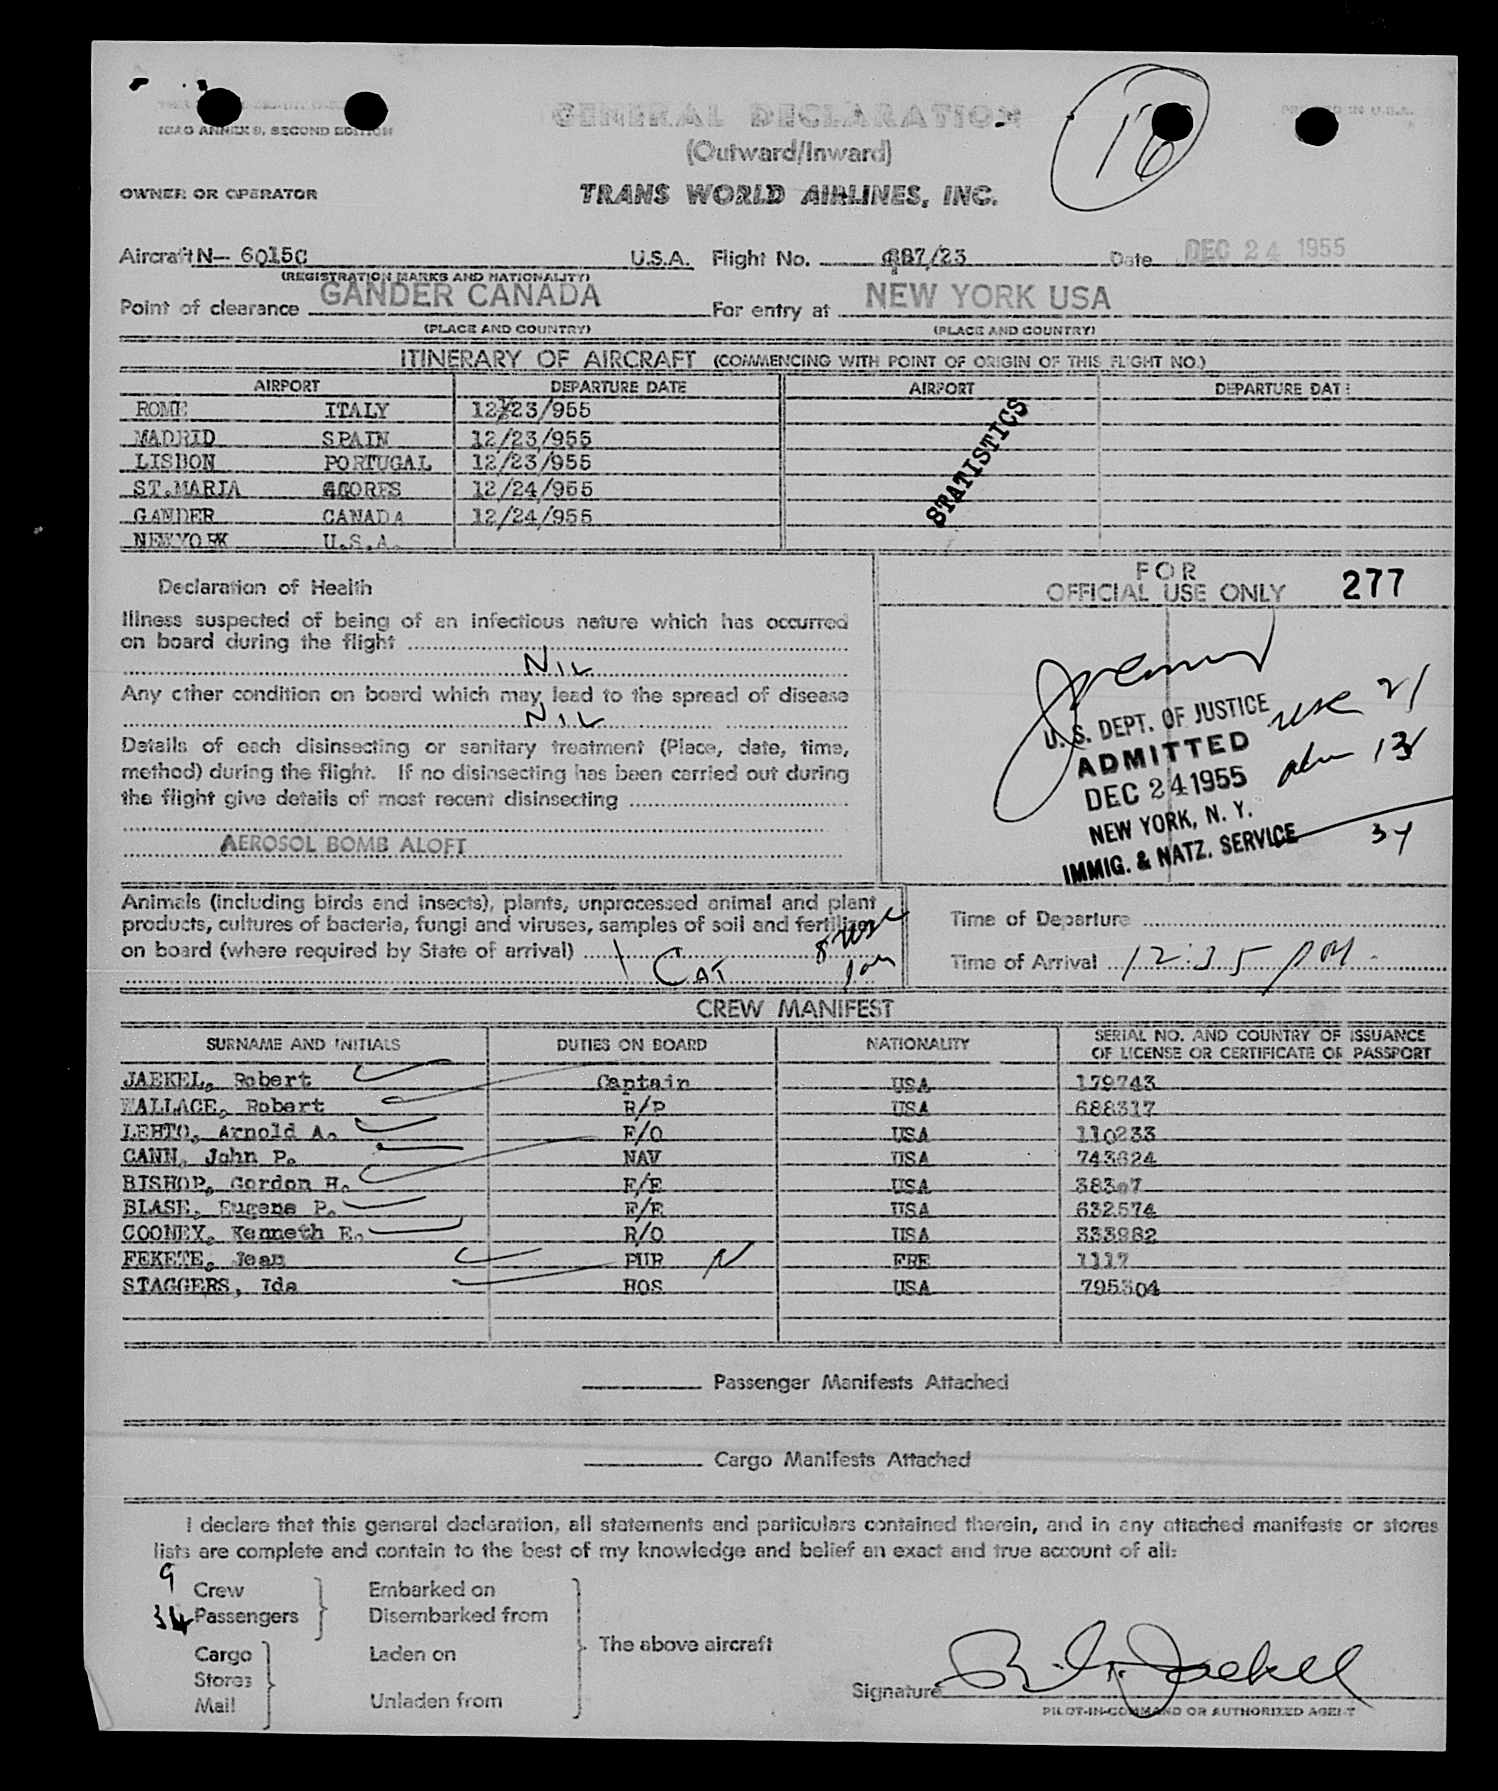 ICAO ANNEX 9, SECOND EDITION
GENERAL DECLARATION
(Outward/Inward)
16
OWNER OR OPERATOR
TRANS WORLD AIRLINES, INC.
Aircraft N— 6015C U.S.A. Flight No. Date DEC 24 1955
(REGISTRATION MARKS AND NATIONALITY)
Point of clearance GANDER CANADA For entry at NEW YORK USA
(PLACE AND COUNTRY) (PLACE AND COUNTRY)
ITINERARY OF AIRCRAFT (COMMENCING WITH POINT OF ORIGIN OF THIS FLIGHT NO.)
AIRPORT DEPARTURE DATE AIRPORT DEPARTURE DATE
ROME ITALY 12/23/955
MADRID SPAIN 12/23/955
LISBON PORTUGAL 12/23/955
ST.MARIA ACORES 12/24/955
GANDER CANADA 12/24/955
NEWYORK U.S.A.
STATISTICS
Declaration of Health
Illness suspected of being of an infectious nature which has occurred
on board during the flight
NIL
Any other condition on board which may lead to the spread of disease
NIL
Details of each disinsecting or sanitary treatment (Place, date, time,
method) during the flight. If no disinsecting has been carried out during
the flight give details of most recent disinsecting
AEROSOL BOMB ALOFT
FOR
OFFICIAL USE ONLY 277
U. S. DEPT. OF JUSTICE
ADMITTED
DEC 24 1955
NEW YORK, N. Y.
IMMIG. & NATZ. SERVICE
usc 21
aln 13
34
Animals (including birds and insects), plants, unprocessed animal and plant
products, cultures of bacteria, fungi and viruses, samples of soil and fertilizer
on board (where required by State of arrival) 1 CAT
Time of Departure
Time of Arrival 12:35 PM
CREW MANIFEST
SURNAME AND INITIALS DUTIES ON BOARD NATIONALITY SERIAL NO. AND COUNTRY OF ISSUANCE
OF LICENSE OR CERTIFICATE OR PASSPORT
JAEKEL, Robert Captain USA 179743
WALLACE, Robert R/P USA 688317
LEHTO, Arnold A. F/O USA 110233
CANN, John P. NAV USA 743624
BISHOP, Gordon H. F/E USA
BLASE, Eugene P. F/E USA 632574
COONEY, Kenneth E. R/O USA 333982
FEKETE, Jean PUR N FRE 1117
STAGGERS, Ida HOS USA 795304
Passenger Manifests Attached
Cargo Manifests Attached
I declare that this general declaration, all statements and particulars contained therein, and in any attached manifests or stores
lists are complete and contain to the best of my knowledge and belief an exact and true account of all:
9 Crew Embarked on
34 Passengers Disembarked from
The above aircraft
Cargo Laden on
Stores
Mail Unladen from
Signature R. L. Jaekel
PILOT-IN-COMMAND OR AUTHORIZED AGENT